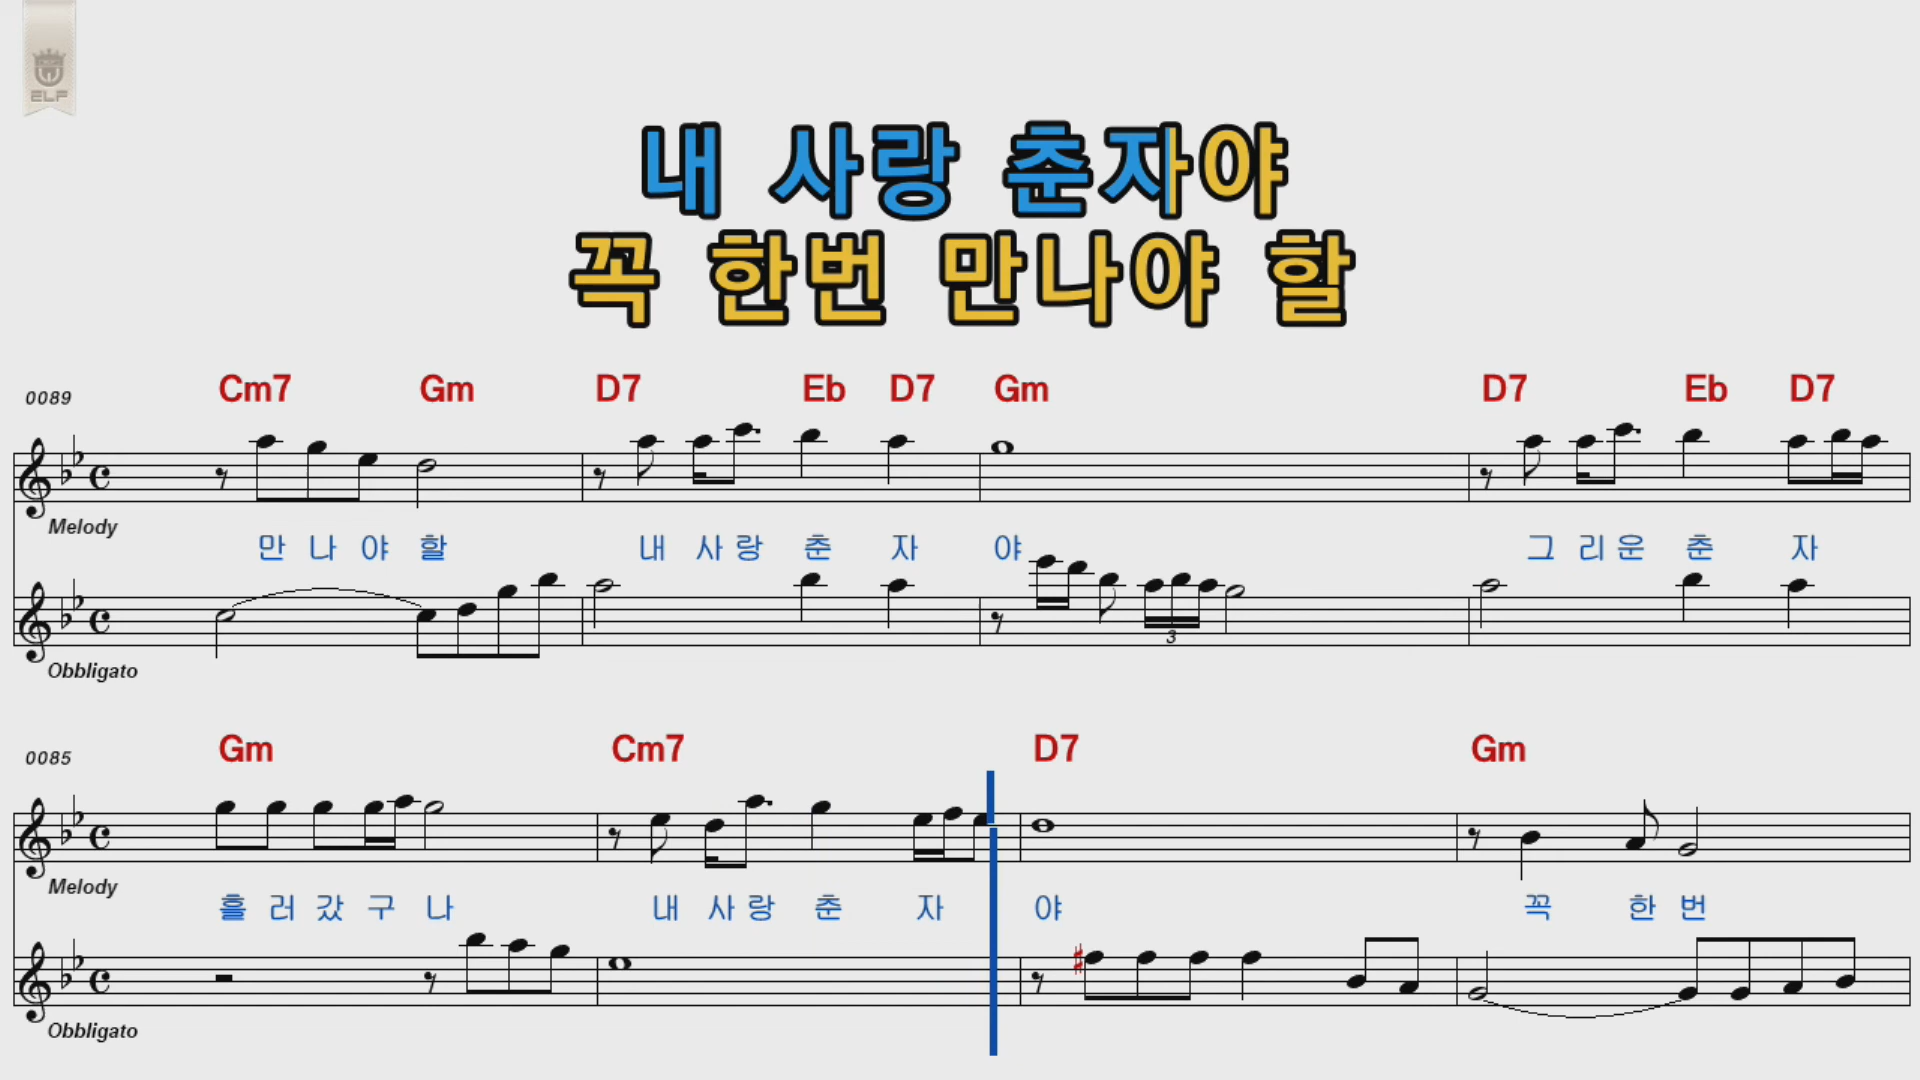 ELF
내 사랑 춘자야
꼭 한번 만나야 할
0089 Cm7 Gm D7 Eb D7 Gm D7 Eb D7
Melody
만 나 야 할 내 사 랑 춘 자 야 그 리 운 춘 자
3
Obbligato
0085 Gm Cm7 D7 Gm
Melody
흘 러 갔 구 나 내 사 랑 춘 자 야 꼭 한 번
Obbligato